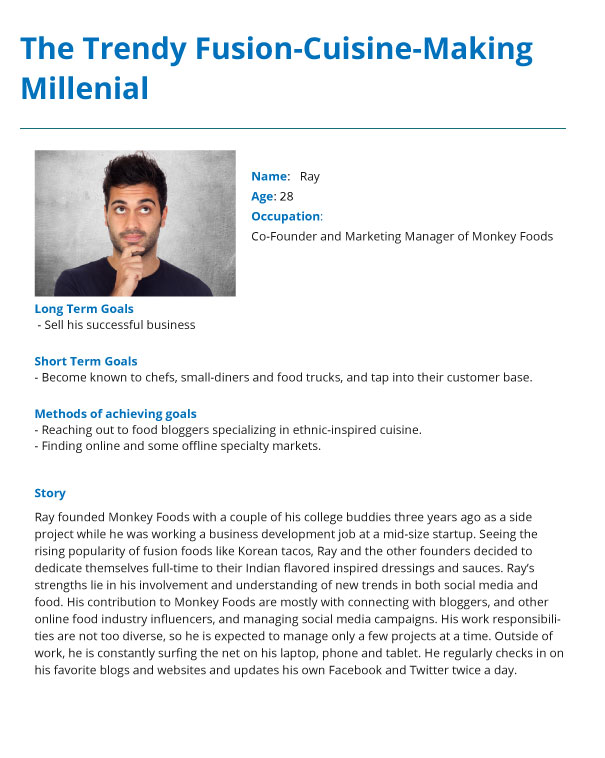 The Trendy Fusion-Cuisine-Making
Millenial
Name:   Ray
Age: 28
Occupation:
Co-Founder and Marketing Manager of Monkey Foods
Long Term Goals
- Sell his successful business
Short Term Goals
- Become known to chefs, small-diners and food trucks, and tap into their customer base.
Methods of achieving goals
- Reaching out to food bloggers specializing in ethnic-inspired cuisine.
- Finding online and some offline specialty markets.
Story
Ray founded Monkey Foods with a couple of his college buddies three years ago as a side
project while he was working a business development job at a mid-size startup. Seeing the
rising popularity of fusion foods like Korean tacos, Ray and the other founders decided to
dedicate themselves full-time to their Indian flavored inspired dressings and sauces. Ray's
strengths lie in his involvement and understanding of new trends in both social media and
food. His contribution to Monkey Foods are mostly with connecting with bloggers, and other
online food industry influencers, and managing social media campaigns. His work responsibili-
ties are not too diverse, so he is expected to manage only a few projects at a time. Outside of
work, he is constantly surfing the net on his laptop, phone and tablet. He regularly checks in on
his favorite blogs and websites and updates his own Facebook and Twitter twice a day.